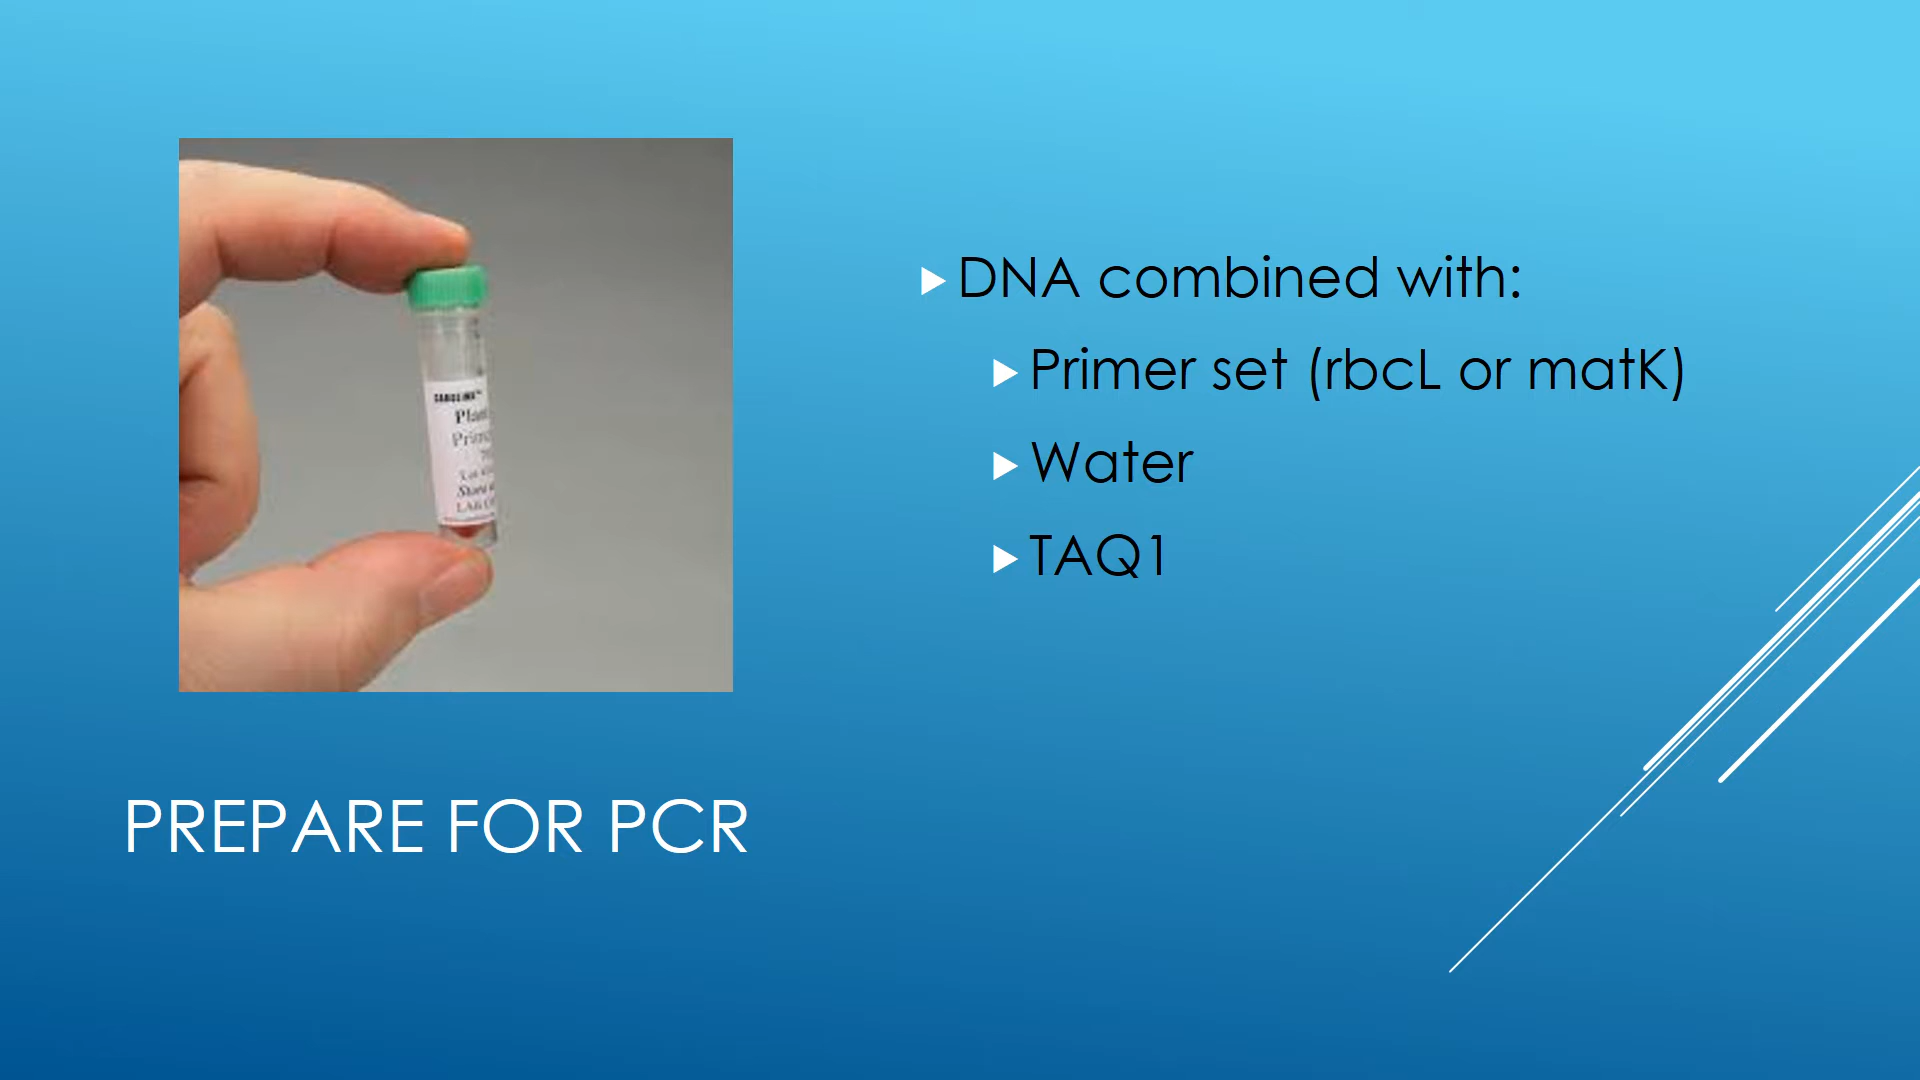 DNA combined with:
Primer set (rbcL or matK)
Water
TAQ1
PREPARE FOR PCR